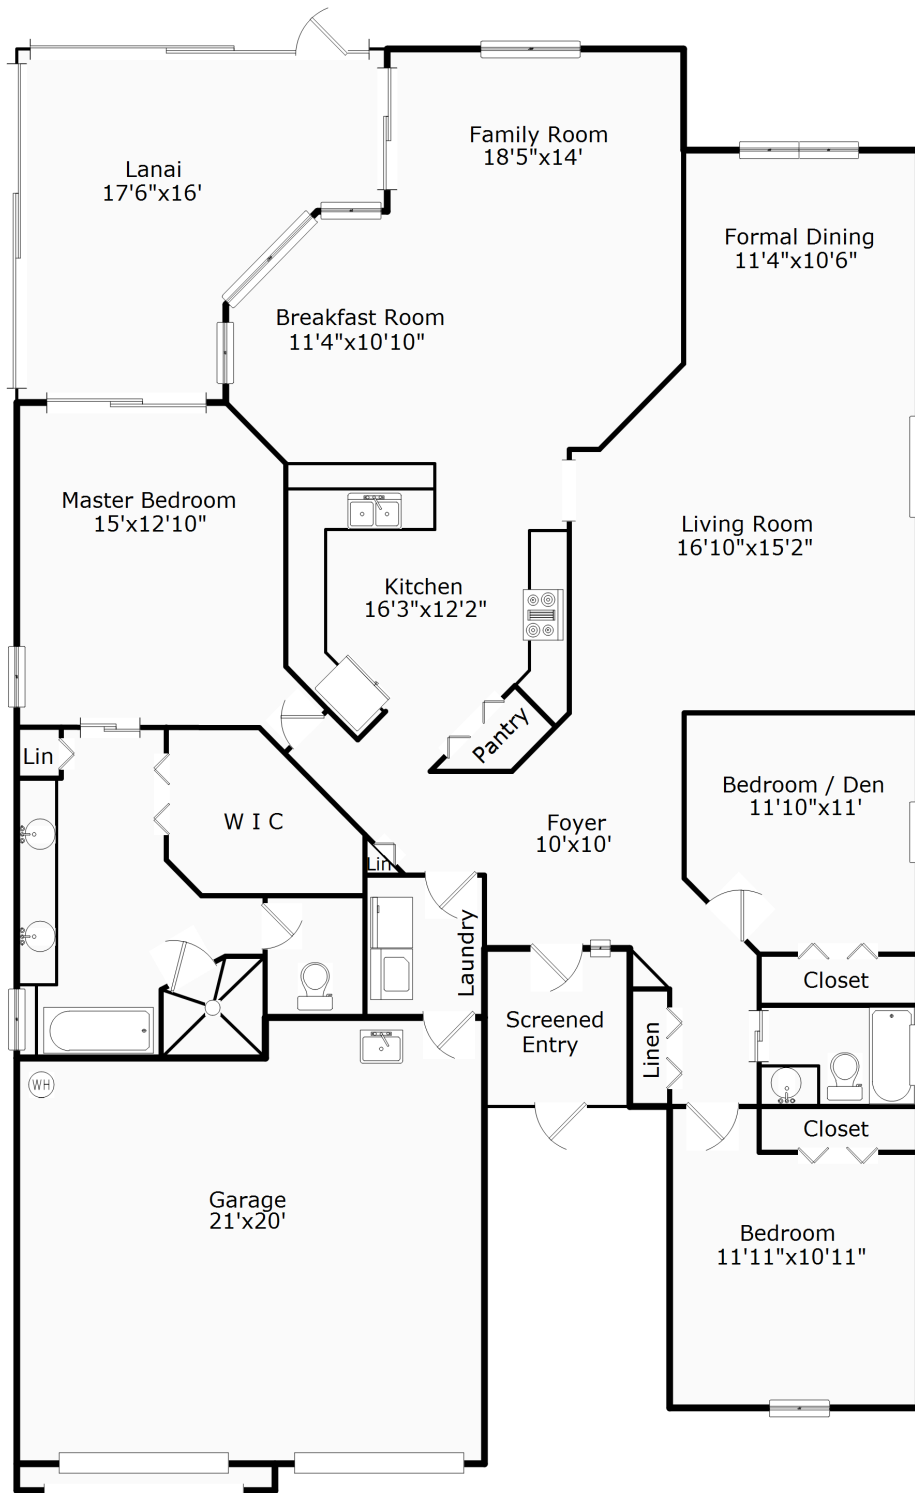 Family Room
18'5"x14'
Lanai
17'6"x16'
Formal Dining
11'4"x10'6"
Breakfast Room
11'4"x10'10"
Master Bedroom
15'x12'10"
Living Room
16'10"x15'2"
Kitchen
16'3"x12'2"
Pantry
Lin
Bedroom / Den
11'10"x11'
W I C
Foyer
10'x10'
Lin
Laundry
Closet
Screened
Entry
Linen
WH
Closet
Garage
21'x20'
Bedroom
11'11"x10'11"